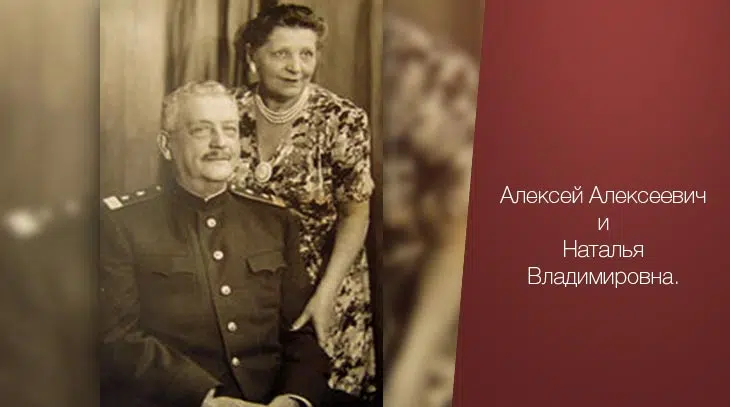 Алексей Алексеевич
и
Наталья
Владимировна.